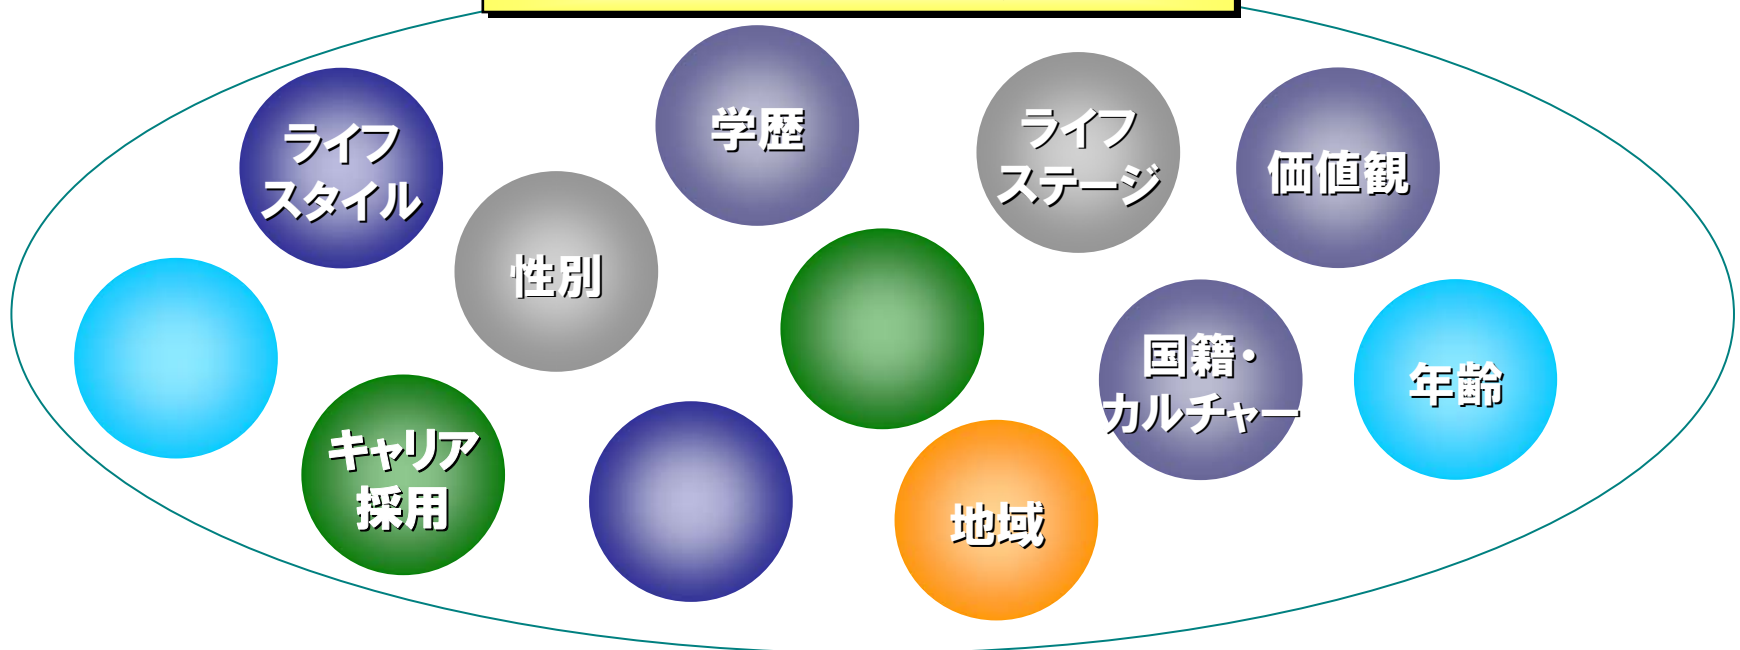 学歴
ライフ
ステージ
ライフ
スタイル
価値観
性別
国籍・
カルチャー
年齢
キャリア
採用
地域